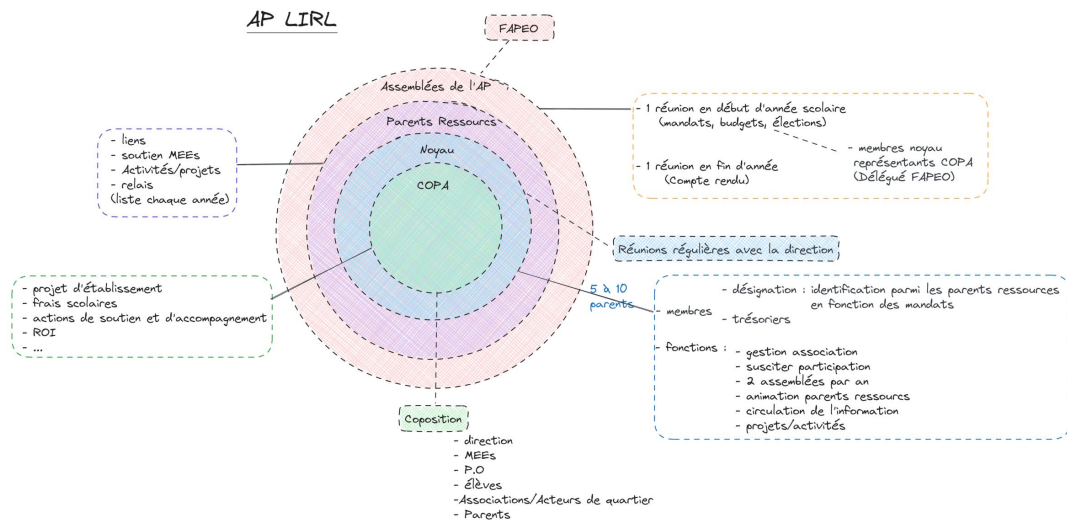 AP LIRL
FAPEO
Assemblées de l'AP
Parents Ressourcs
Noyau
COPA
- liens
- soutien MEEs
- Activités/projets
- relais
(liste chaque année)
- 1 réunion en début d'année scolaire
(mandats, budgets, élections)
- membres noyau
représentants COPA
(Délégué FAPEO)
- 1 réunion en fin d'année
(Compte rendu)
Réunions régulières avec la direction
- projet d'établissement
- frais scolaires
- actions de soutien et d'accompagnement
- ROI
- ...
5 à 10
parents
- membres
- désignation : identification parmi les parents ressources
en fonction des mandats
- trésoriers
- fonctions :
- gestion association
- susciter participation
- 2 assemblées par an
- animation parents ressourcs
- circulation de l'information
- projets/activités
Coposition
- direction
- MEEs
- P.O
- élèves
-Associations/Acteurs de quartier
- Parents